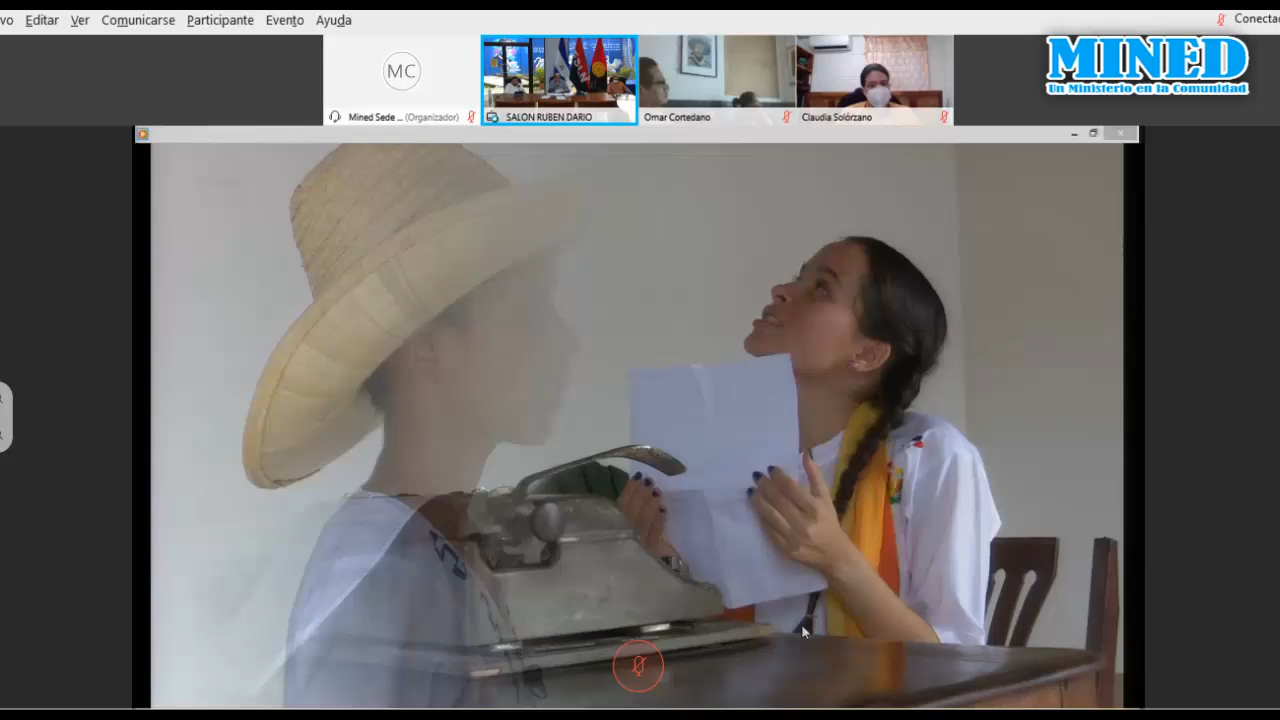 vo Editar Ver Comunicarse Participante Evento Ayuda
Conectac
MINED
Un Ministerio en la Comunidad
MC
Mined Sede ... (Organizador)
SALON RUBEN DARIO
Omar Cortedano
Claudia Solórzano